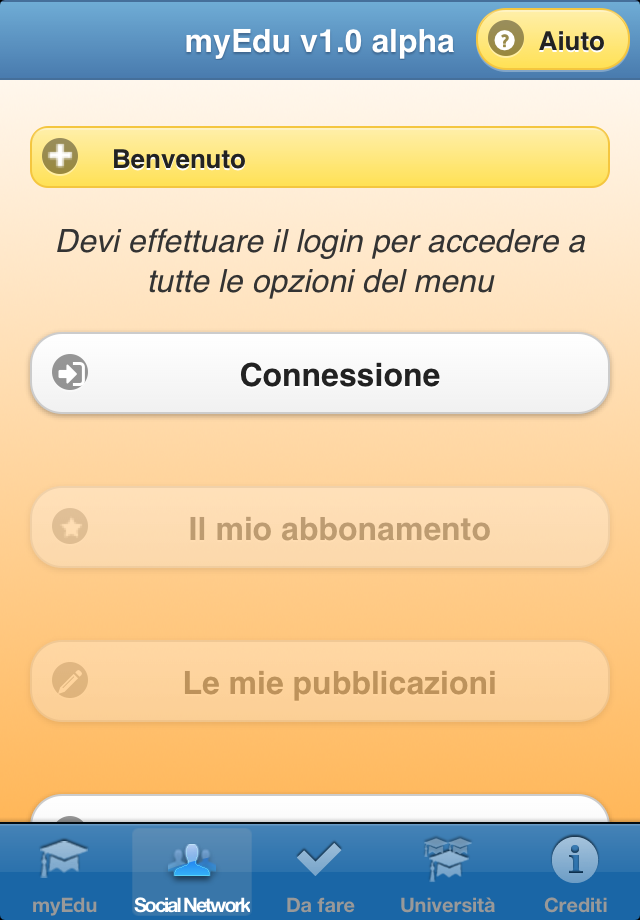 myEdu v1.0 alpha
Aiuto
Benvenuto
Devi effettuare il login per accedere a
tutte le opzioni del menu
Connessione
Il mio abbonamento
Le mie pubblicazioni
myEdu
Social Network
Da fare
Università
Crediti